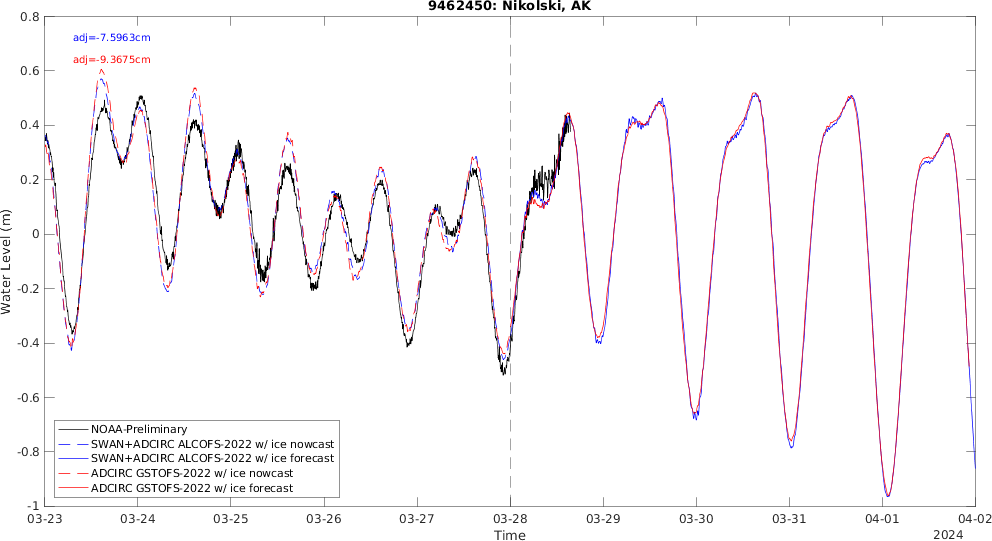 9462450: Nikolski, AK
adj=-7.5963cm
adj=-9.3675cm
0.8
0.6
0.4
0.2
0
-0.2
-0.4
-0.6
-0.8
-1
Water Level (m)
NOAA-Preliminary
SWAN+ADCIRC ALCOFS-2022 w/ ice nowcast
SWAN+ADCIRC ALCOFS-2022 w/ ice forecast
ADCIRC GSTOFS-2022 w/ ice nowcast
ADCIRC GSTOFS-2022 w/ ice forecast
03-23 03-24 03-25 03-26 03-27 03-28 03-29 03-30 03-31 04-01 04-02
Time
2024